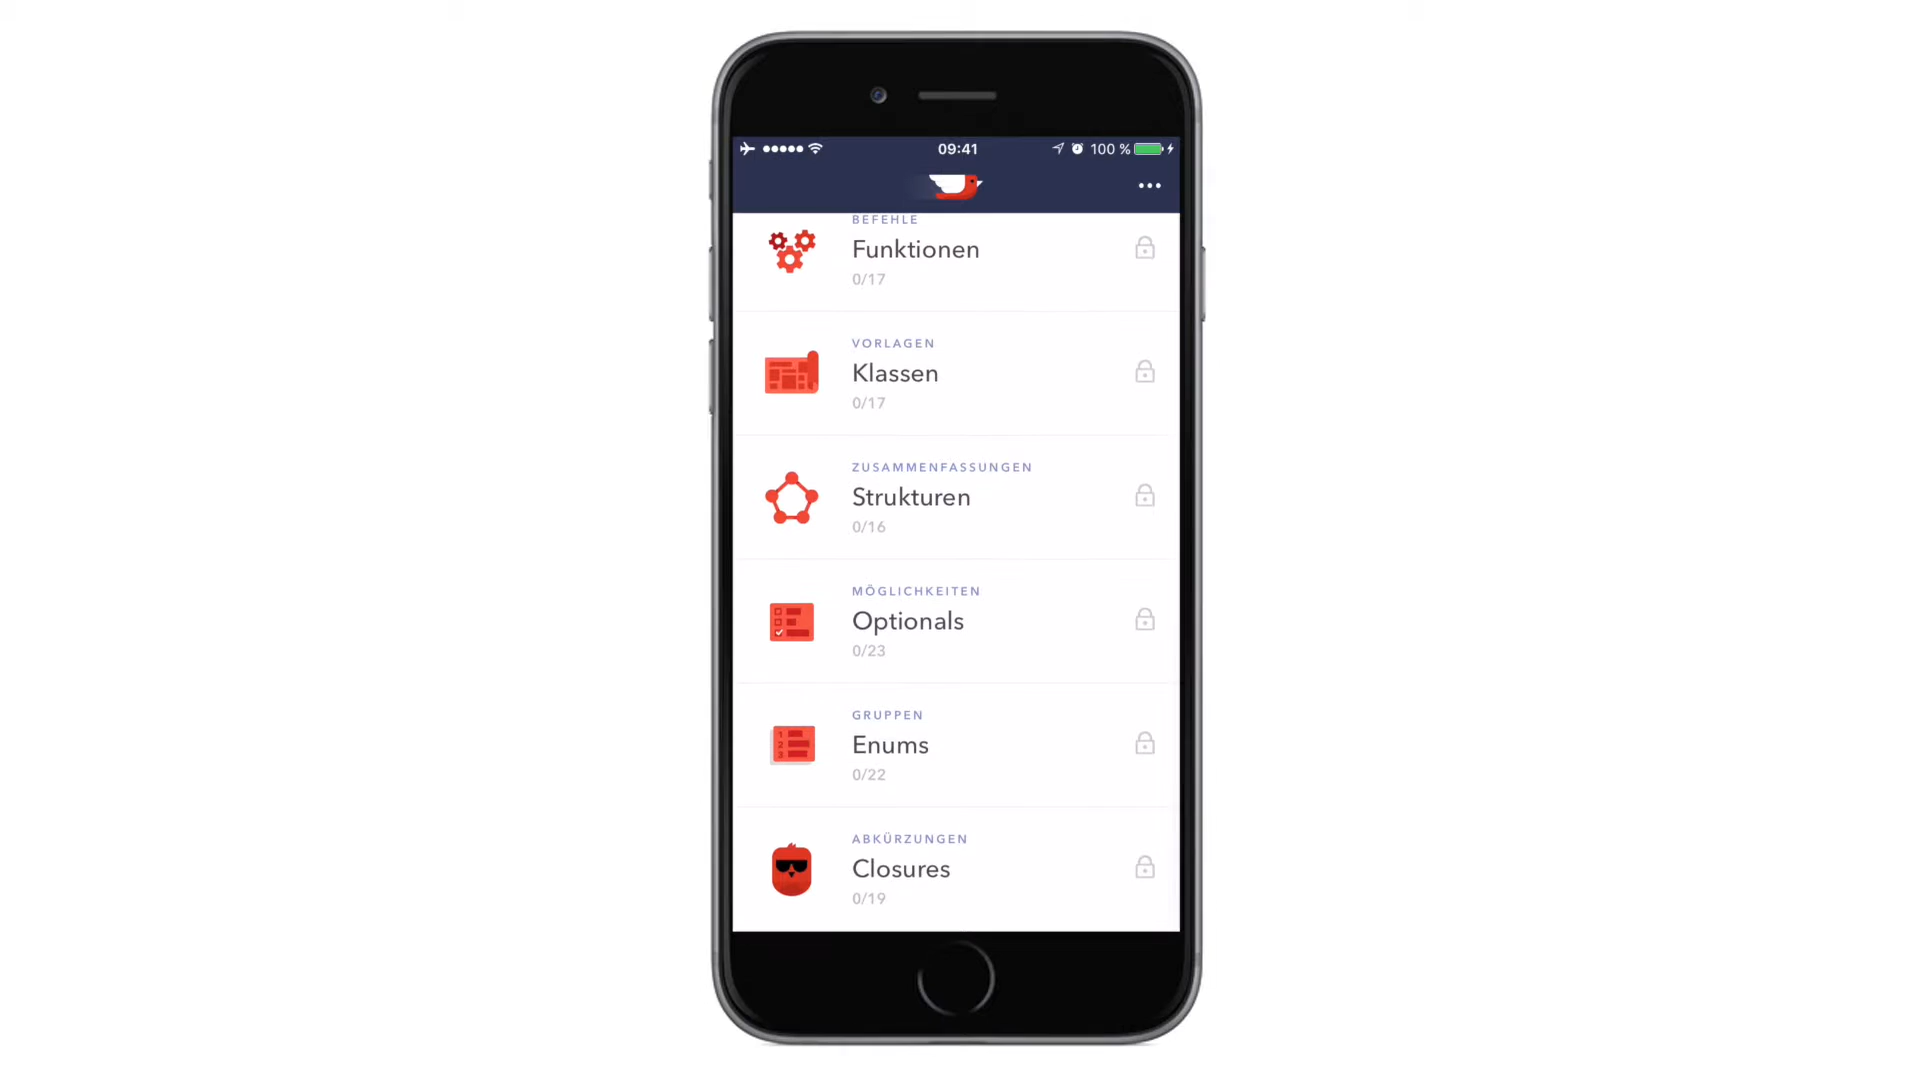 09:41
100 %
BEFEHLE
Funktionen
0/17
VORLAGEN
Klassen
0/17
ZUSAMMENFASSUNGEN
Strukturen
0/16
MÖGLICHKEITEN
Optionals
0/23
GRUPPEN
Enums
0/22
ABKÜRZUNGEN
Closures
0/19